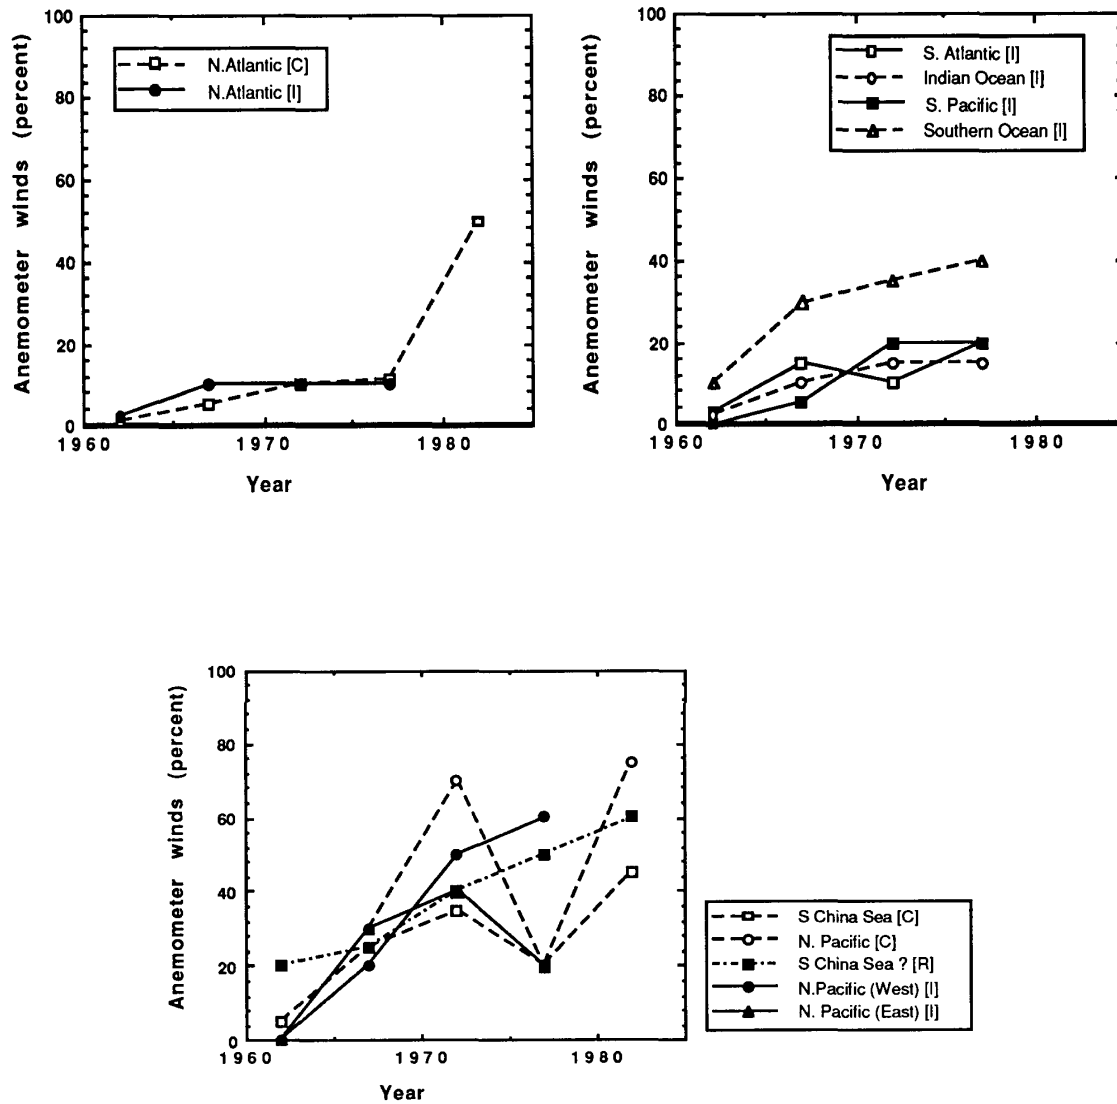 100
80
60
40
20
0
1960
1970
1980
Anemometer winds (percent)
Year
N.Atlantic [C]
N.Atlantic [I]
100
80
60
40
20
0
1960
1970
1980
Anemometer winds (percent)
Year
S. Atlantic [I]
Indian Ocean [I]
S. Pacific [I]
Southern Ocean [I]
100
80
60
40
20
0
1960
1970
1980
Anemometer winds (percent)
Year
S China Sea [C]
N. Pacific [C]
S China Sea ? [R]
N.Pacific (West) [I]
N. Pacific (East) [I]